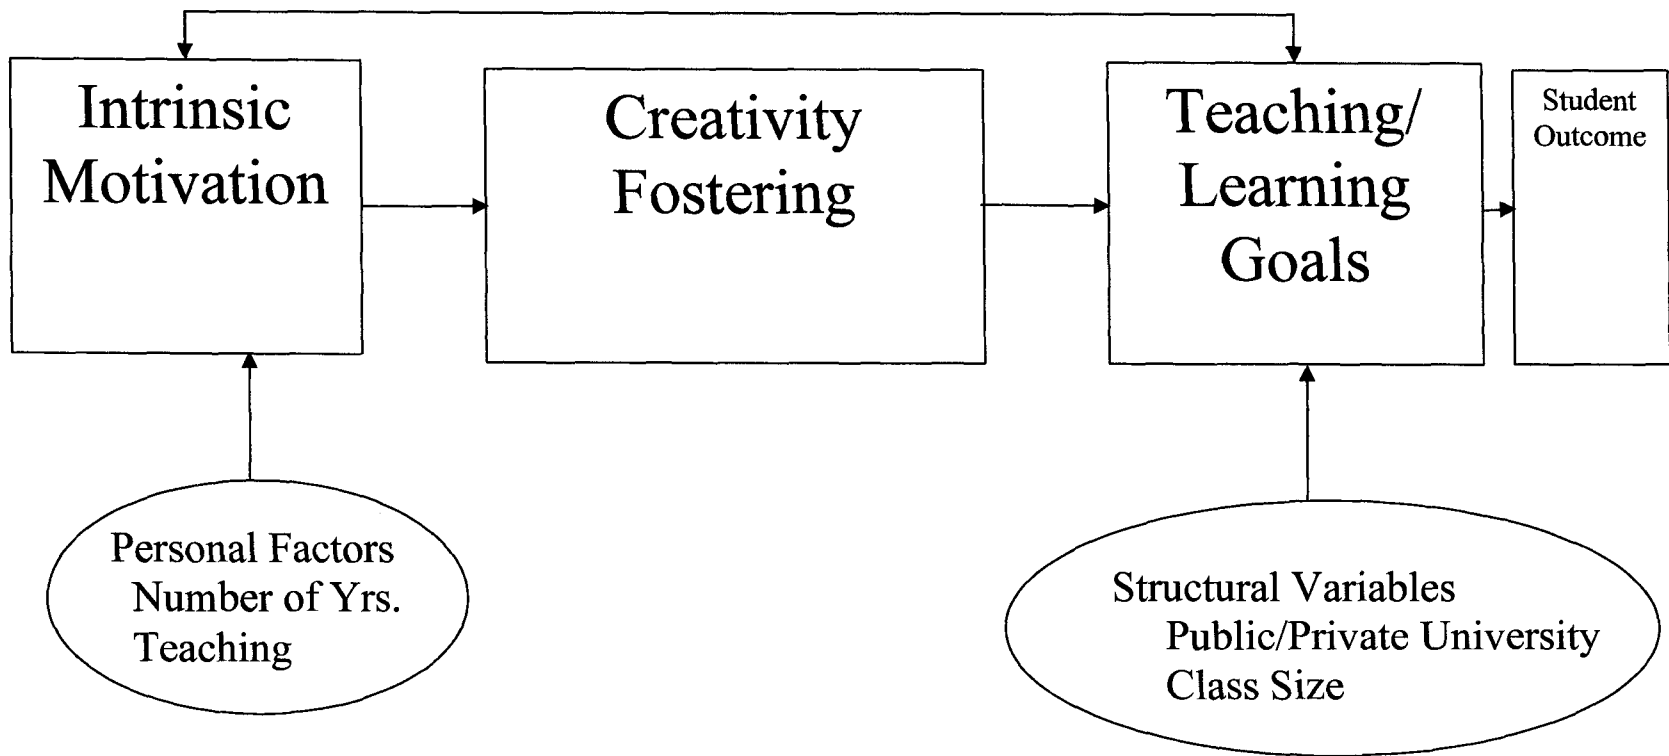 Intrinsic
Motivation
Creativity
Fostering
Teaching/
Learning
Goals
Student
Outcome
Personal Factors
Number of Yrs.
Teaching
Structural Variables
Public/Private University
Class Size